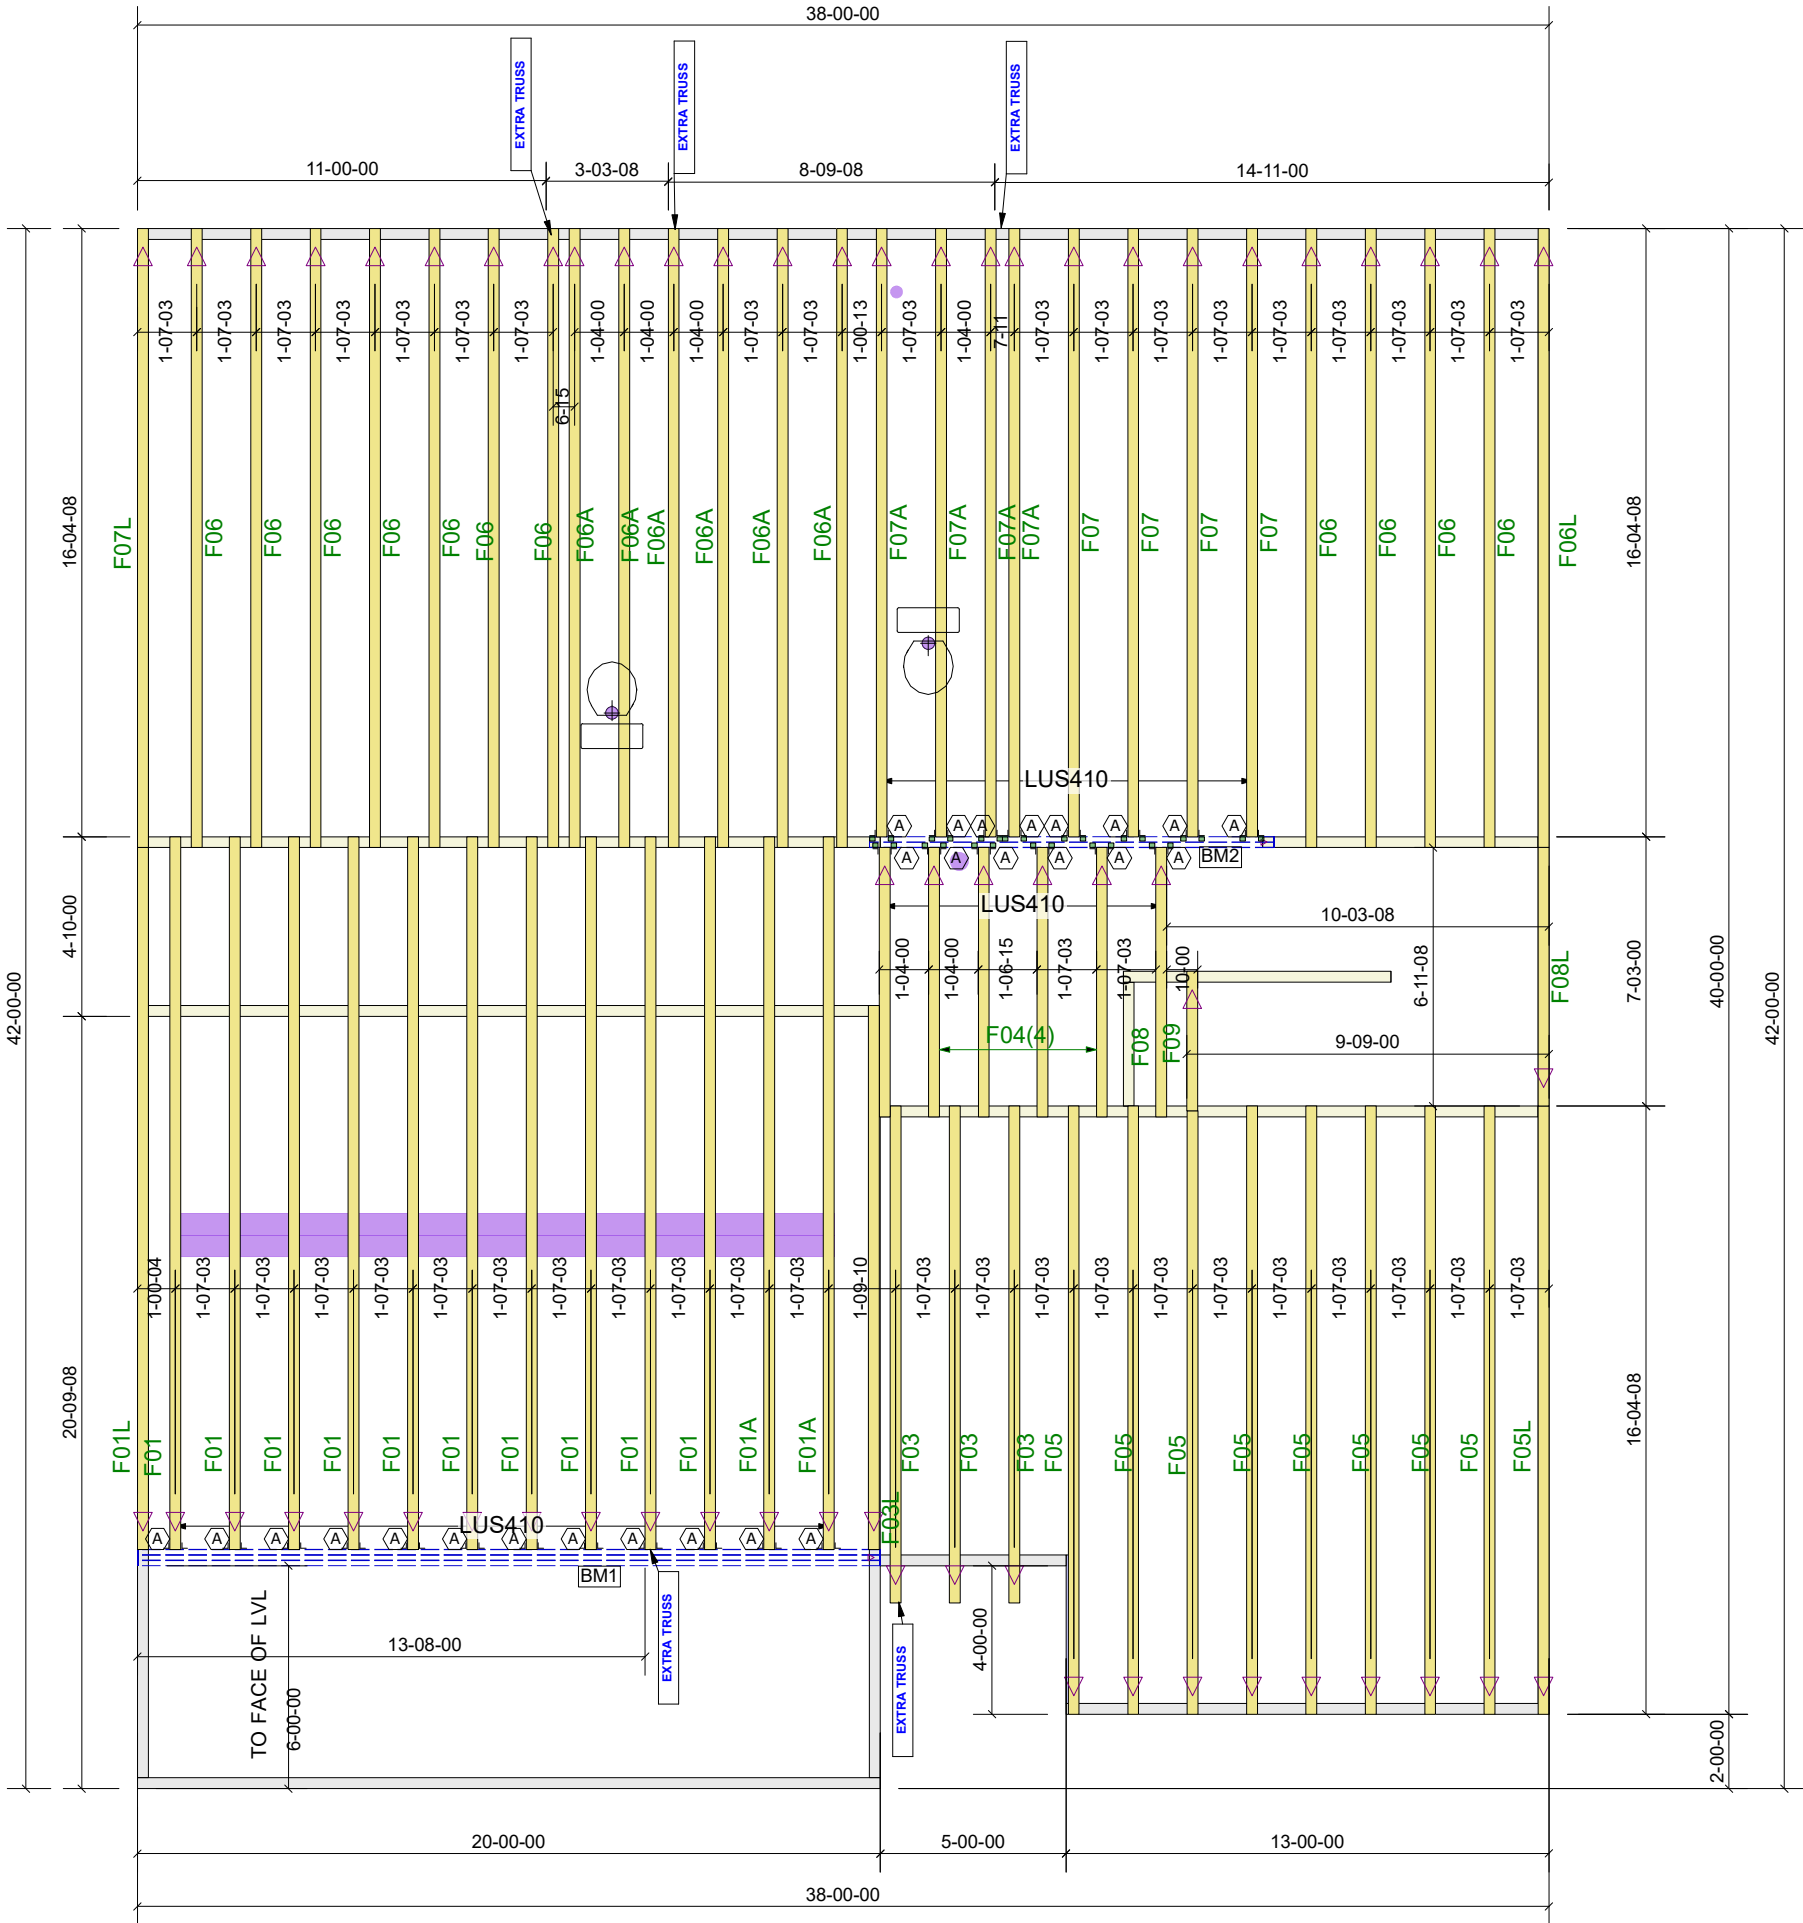 38-00-00
EXTRA TRUSS
EXTRA TRUSS
EXTRA TRUSS
11-00-00
3-03-08
8-09-08
14-11-00
1-07-03
1-07-03
1-07-03
1-07-03
1-07-03
1-07-03
1-07-03
1-04-00
1-04-00
1-04-00
1-07-03
1-07-03
1-00-13
1-07-03
1-04-00
7-11
1-07-03
1-07-03
1-07-03
1-07-03
1-07-03
1-07-03
1-07-03
1-07-03
1-07-03
6-15
16-04-08
F07L
F06
F06
F06
F06
F06
F06
F06
F06A
F06A
F06A
F06A
F06A
F06A
F07A
F07A
F07A
F07A
F07
F07
F07
F07
F06
F06
F06
F06
F06L
16-04-08
LUS410
A
A
A
A
A
A
A
A
A
A
A
A
A
A
BM2
LUS410
10-03-08
4-10-00
1-04-00
1-04-00
1-06-15
1-07-03
1-07-03
10-00
6-11-08
F08L
7-03-00
40-00-00
42-00-00
42-00-00
F04(4)
F08
F09
9-09-00
1-00-04
1-07-03
1-07-03
1-07-03
1-07-03
1-07-03
1-07-03
1-07-03
1-07-03
1-07-03
1-07-03
1-07-03
1-09-10
1-07-03
1-07-03
1-07-03
1-07-03
1-07-03
1-07-03
1-07-03
1-07-03
1-07-03
1-07-03
1-07-03
20-09-08
F01L
F01
F01
F01
F01
F01
F01
F01
F01
F01
F01
F01A
F01A
F03L
F03
F03
F03
F05
F05
F05
F05
F05
F05
F05
F05
F05L
16-04-08
LUS410
A
A
A
A
A
A
A
A
A
A
A
A
BM1
TO FACE OF LVL
6-00-00
13-08-00
EXTRA TRUSS
EXTRA TRUSS
4-00-00
2-00-00
20-00-00
5-00-00
13-00-00
38-00-00